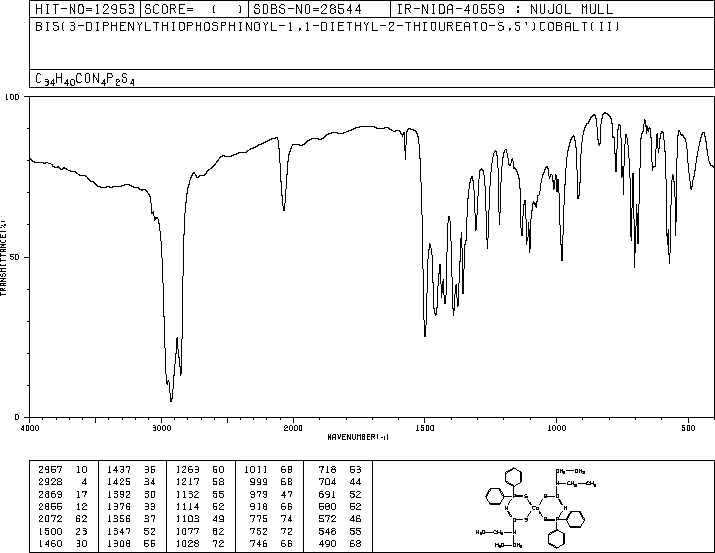 HIT-NO=12953 SCORE= ( ) SDBS-NO=28544 IR-NIDA-40559 : NUJOL MULL
BIS(3-DIPHENYLTHIOPHOSPHINOYL-1,1-DIETHYL-2-THIOUREATO-S,S')COBALT(II)
C34H40CON4P2S4
100
50
0
TRANSMITTANCE(%)
4000 3000 2000 1500 1000 500
WAVENUMBER(-1)
2957 10 1437 36 1263 50 1011 68 718 53
2928 4 1425 34 1217 58 999 68 704 44
2869 17 1392 30 1132 55 979 47 691 52
2855 12 1376 33 1114 52 918 66 680 52
2072 62 1356 37 1103 49 775 74 572 46
1500 23 1347 52 1077 62 752 72 548 55
1460 30 1308 56 1028 72 746 66 490 68